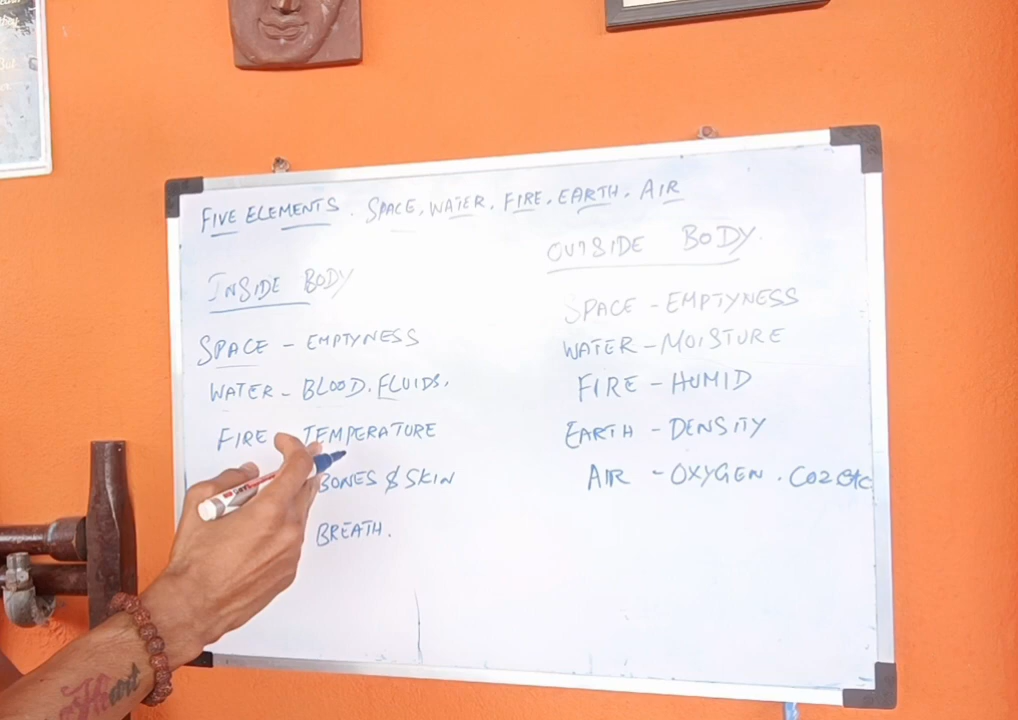 FIVE ELEMENTS. SPACE, WATER. FIRE. EARTH. AIR
INSIDE BODY
SPACE - EMPTYNESS
WATER - BLOOD. FLUIDS.
FIRE - TEMPERATURE
BONES & SKIN
BREATH.
OUTSIDE BODY.
SPACE - EMPTYNESS
WATER - MOISTURE
FIRE - HUMID
EARTH - DENSITY
AIR - OXYGEN. CO2 etc